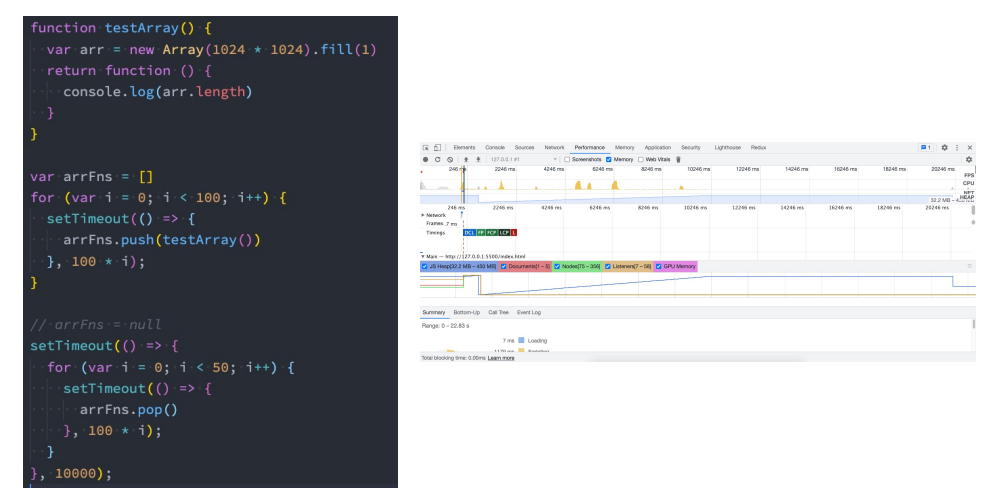 function testArray() {
var arr = new Array(1024 * 1024).fill(1)
return function () {
console.log(arr.length)
}
}
var arrFns = []
for (var i = 0; i < 100; i++) {
setTimeout(() => {
arrFns.push(testArray())
}, 100 * i);
}
// arrFns = null
setTimeout(() => {
for (var i = 0; i < 50; i++) {
setTimeout(() => {
arrFns.pop()
}, 100 * i);
}
}, 10000);
Elements Console Sources Network Performance Memory Application Security Lighthouse Redux 1
127.0.0.1 #1 Screenshots Memory Web Vitals
246 ms 2246 ms 4246 ms 6246 ms 8246 ms 10246 ms 12246 ms 14246 ms 16246 ms 18246 ms 20246 ms
FPS
CPU
NET
HEAP
32.2 MB – 4
246 ms 2246 ms 4246 ms 6246 ms 8246 ms 10246 ms 12246 ms 14246 ms 16246 ms 18246 ms 20246 ms
Network
Frames .7 ms
Timings DCL FP FCP LCP L
Main — http://127.0.0.1:5500/index.html
JS Heap[32.2 MB – 450 MB] Documents[1 – 5] Nodes[75 – 356] Listeners[7 – 58] GPU Memory
Summary Bottom-Up Call Tree Event Log
Range: 0 – 22.83 s
7 ms Loading
1179 ms Scripting
Total blocking time: 0.00ms Learn more